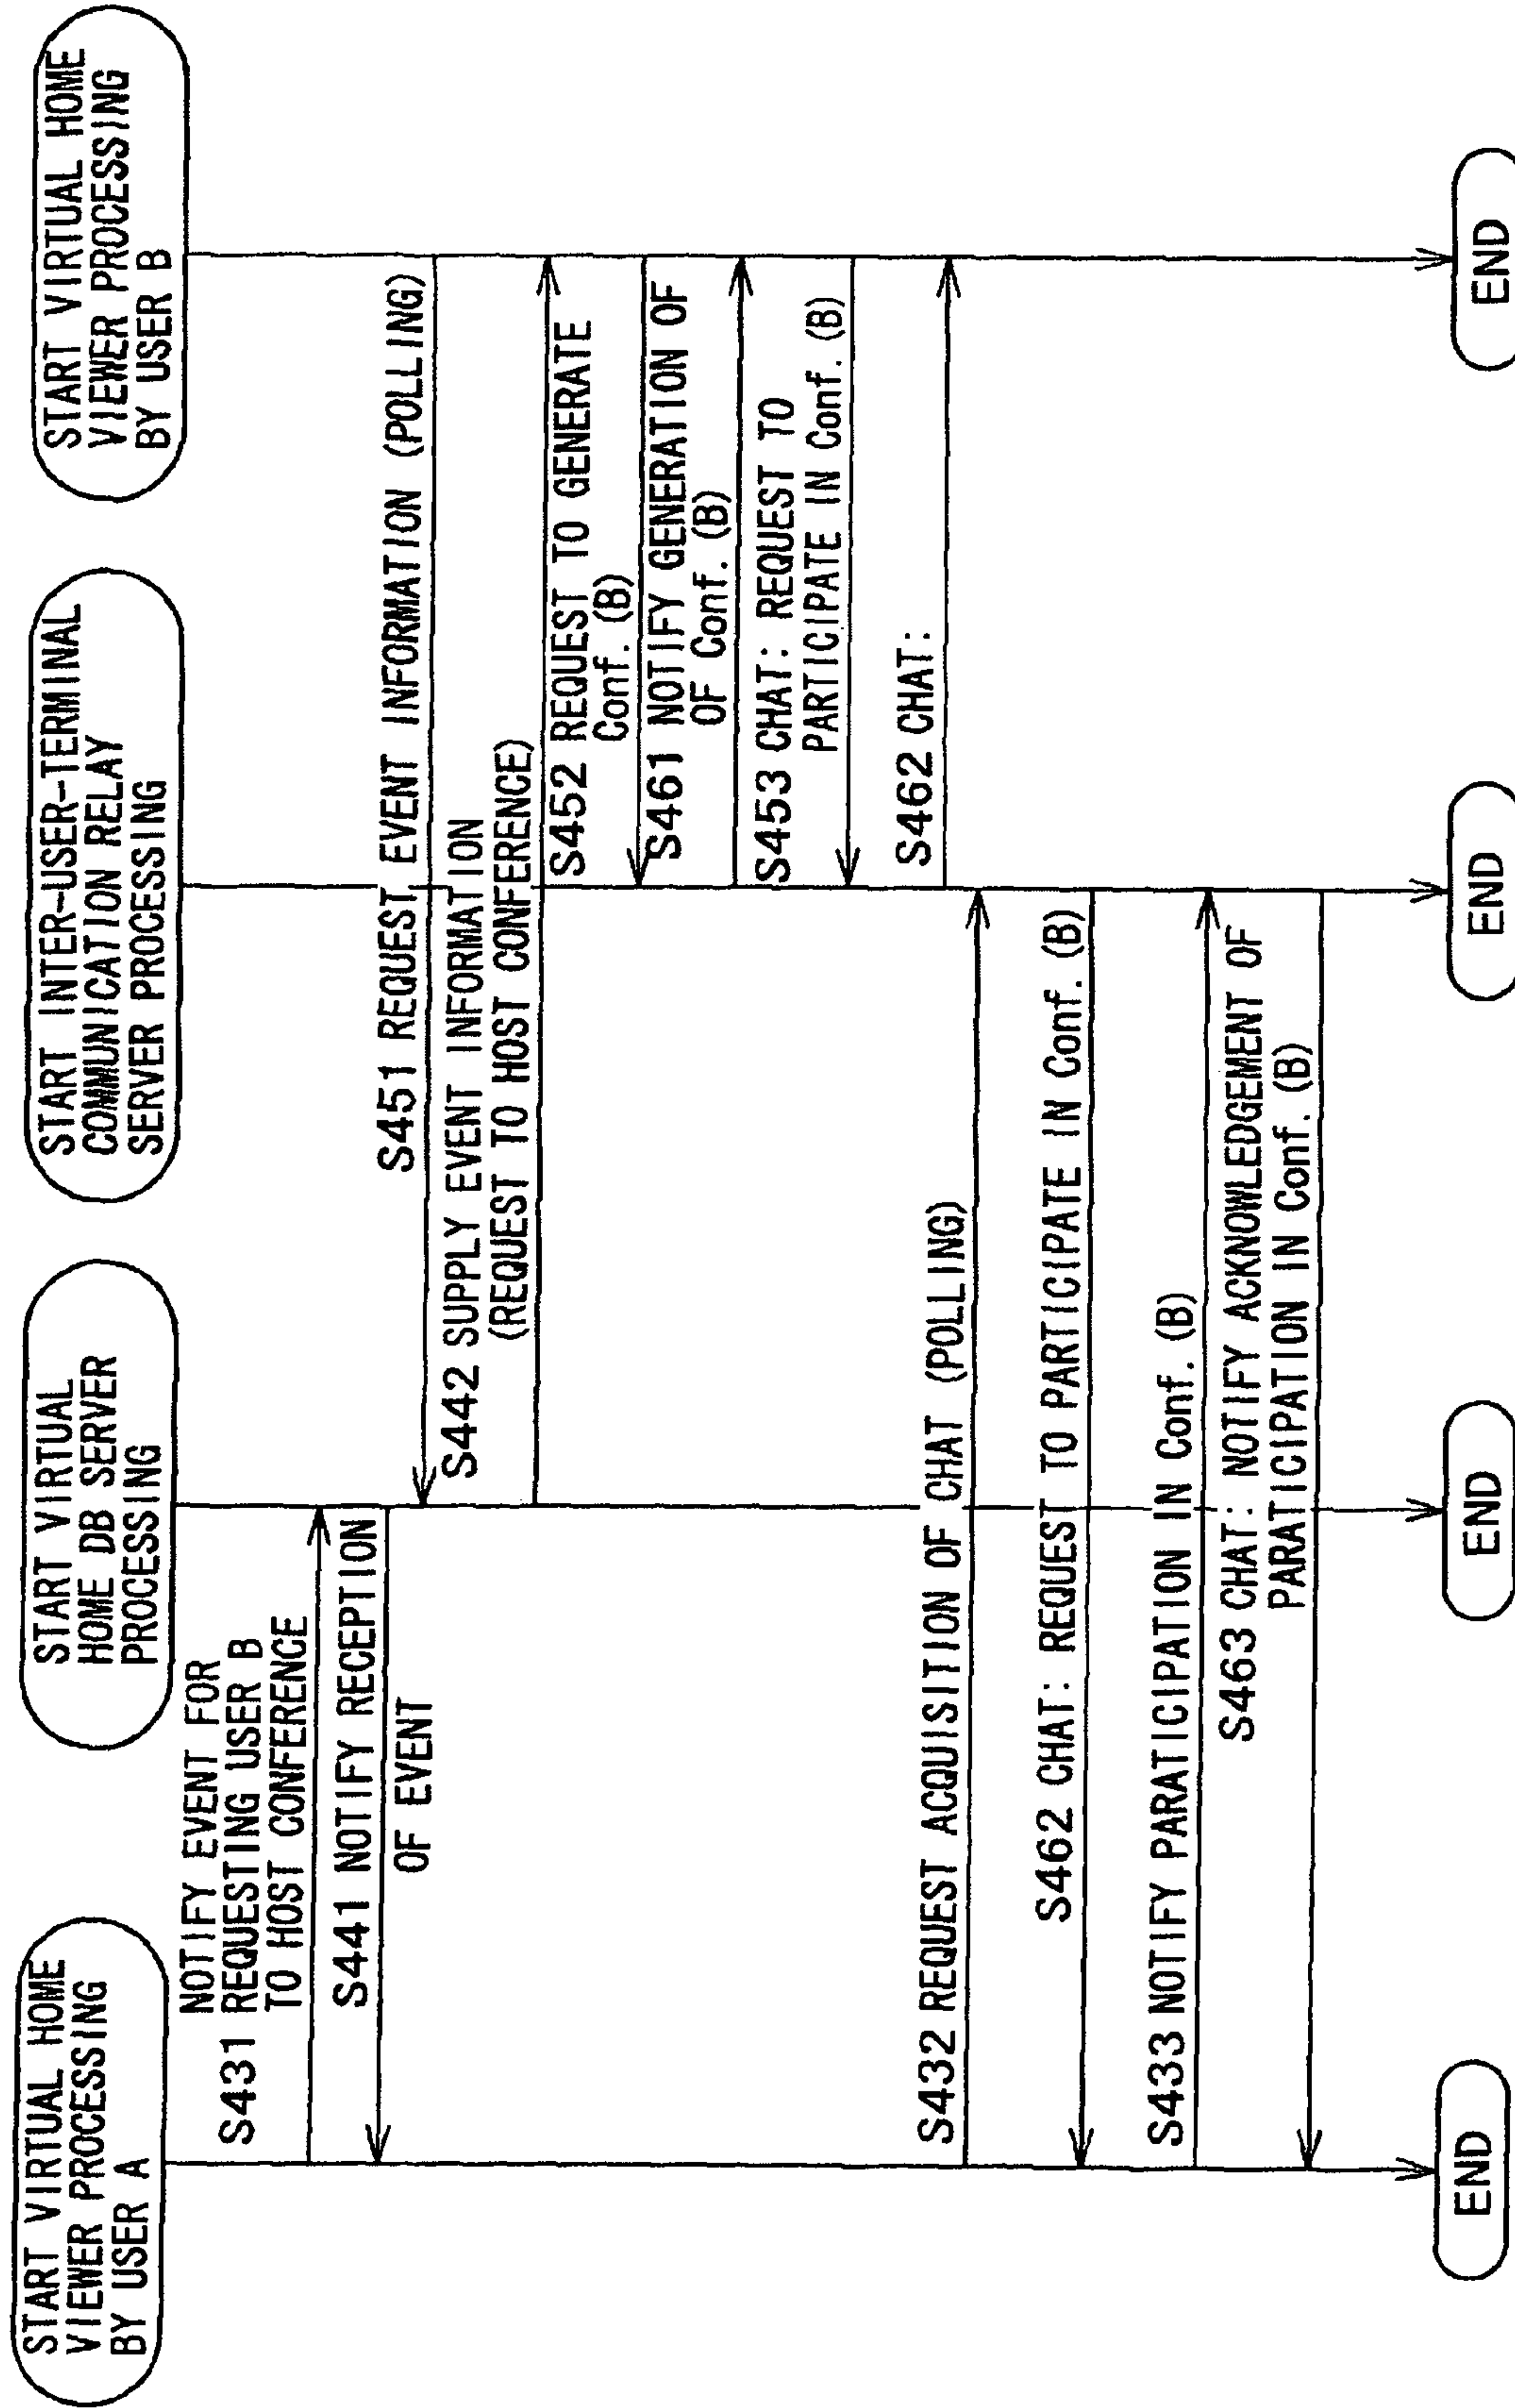 START VIRTUAL HOME
VIEWER PROCESSING
BY USER A
START VIRTUAL
HOME DB SERVER
PROCESSING
START INTER-USER-TERMINAL
COMMUNICATION RELAY
SERVER PROCESSING
START VIRTUAL HOME
VIEWER PROCESSING
BY USER B
NOTIFY EVENT FOR
S431 REQUESTING USER B
TO HOST CONFERENCE
S441 NOTIFY RECEPTION
OF EVENT
S451 REQUEST EVENT INFORMATION (POLLING)
S442 SUPPLY EVENT INFORMATION
(REQUEST TO HOST CONFERENCE)
S452 REQUEST TO GENERATE
Conf. (B)
S461 NOTIFY GENERATION OF
OF Conf. (B)
S453 CHAT: REQUEST TO
PARTICIPATE IN Conf. (B)
S462 CHAT:
S432 REQUEST ACQUISITION OF CHAT (POLLING)
S462 CHAT: REQUEST TO PARTICIPATE IN Conf. (B)
S433 NOTIFY PARATICIPATION IN Conf. (B)
S463 CHAT: NOTIFY ACKNOWLEDGEMENT OF
PARATICIPATION IN Conf. (B)
END
END
END
END